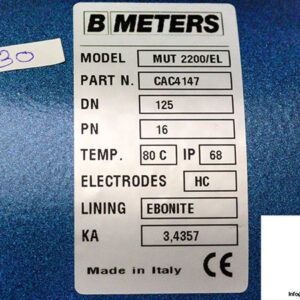 30
B METERS
MODEL MUT 2200/EL
PART N. CAC4147
DN 125
PN 16
TEMP. 80 C IP 68
ELECTRODES HC
LINING EBONITE
KA 3,4357
Made in Italy CE